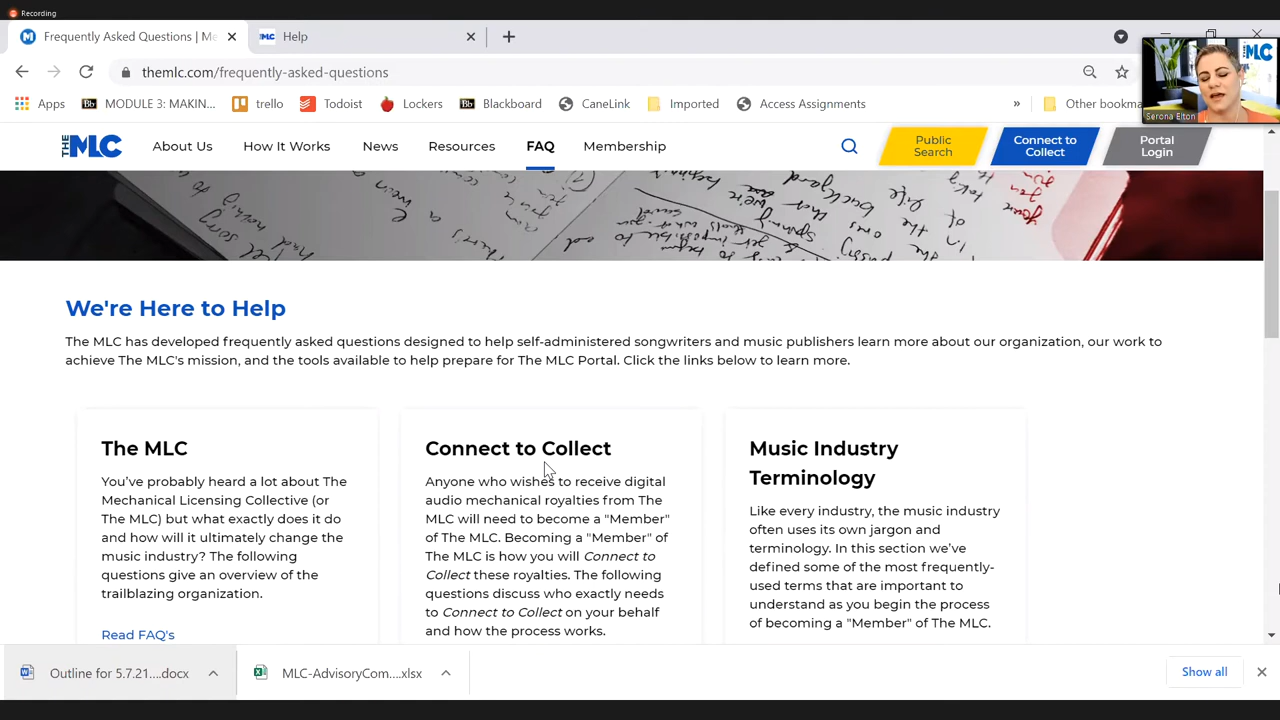 Recording
Frequently Asked Questions | Me
Help
themlc.com/frequently-asked-questions
Apps
MODULE 3: MAKIN...
trello
Todoist
Lockers
Blackboard
CaneLink
Imported
Access Assignments
»
Other bookma
THE MLC
Serona Elton
THE MLC
About Us
How It Works
News
Resources
FAQ
Membership
Public
Search
Connect to
Collect
Portal
Login
We're Here to Help
The MLC has developed frequently asked questions designed to help self-administered songwriters and music publishers learn more about our organization, our work to
achieve The MLC's mission, and the tools available to help prepare for The MLC Portal. Click the links below to learn more.
The MLC
You've probably heard a lot about The
Mechanical Licensing Collective (or
The MLC) but what exactly does it do
and how will it ultimately change the
music industry? The following
questions give an overview of the
trailblazing organization.
Read FAQ's
Connect to Collect
Anyone who wishes to receive digital
audio mechanical royalties from The
MLC will need to become a "Member"
of The MLC. Becoming a "Member" of
The MLC is how you will Connect to
Collect these royalties. The following
questions discuss who exactly needs
to Connect to Collect on your behalf
and how the process works.
Music Industry
Terminology
Like every industry, the music industry
often uses its own jargon and
terminology. In this section we've
defined some of the most frequently-
used terms that are important to
understand as you begin the process
of becoming a "Member" of The MLC.
Outline for 5.7.21....docx
MLC-AdvisoryCom....xlsx
Show all